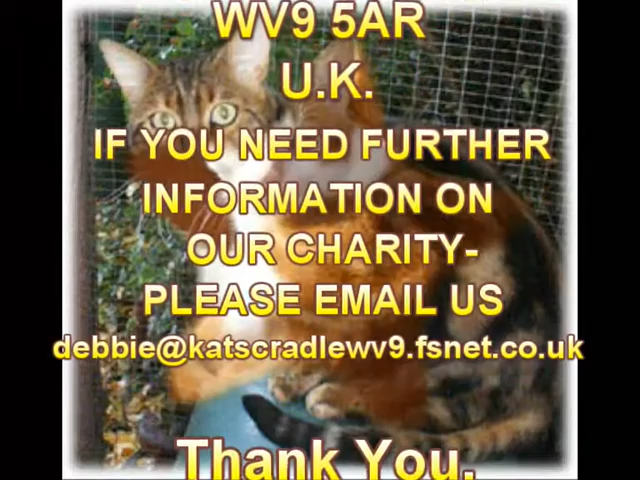 WV9 5AR
U.K.
IF YOU NEED FURTHER
INFORMATION ON
OUR CHARITY-
PLEASE EMAIL US
debbie@katscradlewv9.fsnet.co.uk
Thank You.